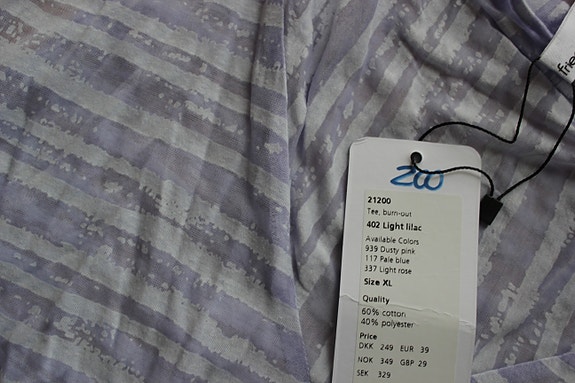 frie
200
21200
Tee, burn-out
402 Light lilac
Available Colors
939 Dusty pink
117 Pale blue
337 Light rose
Size XL
Quality
60% cotton
40% polyester
Price
DKK 249 EUR 39
NOK 349 GBP 29
SEK 329